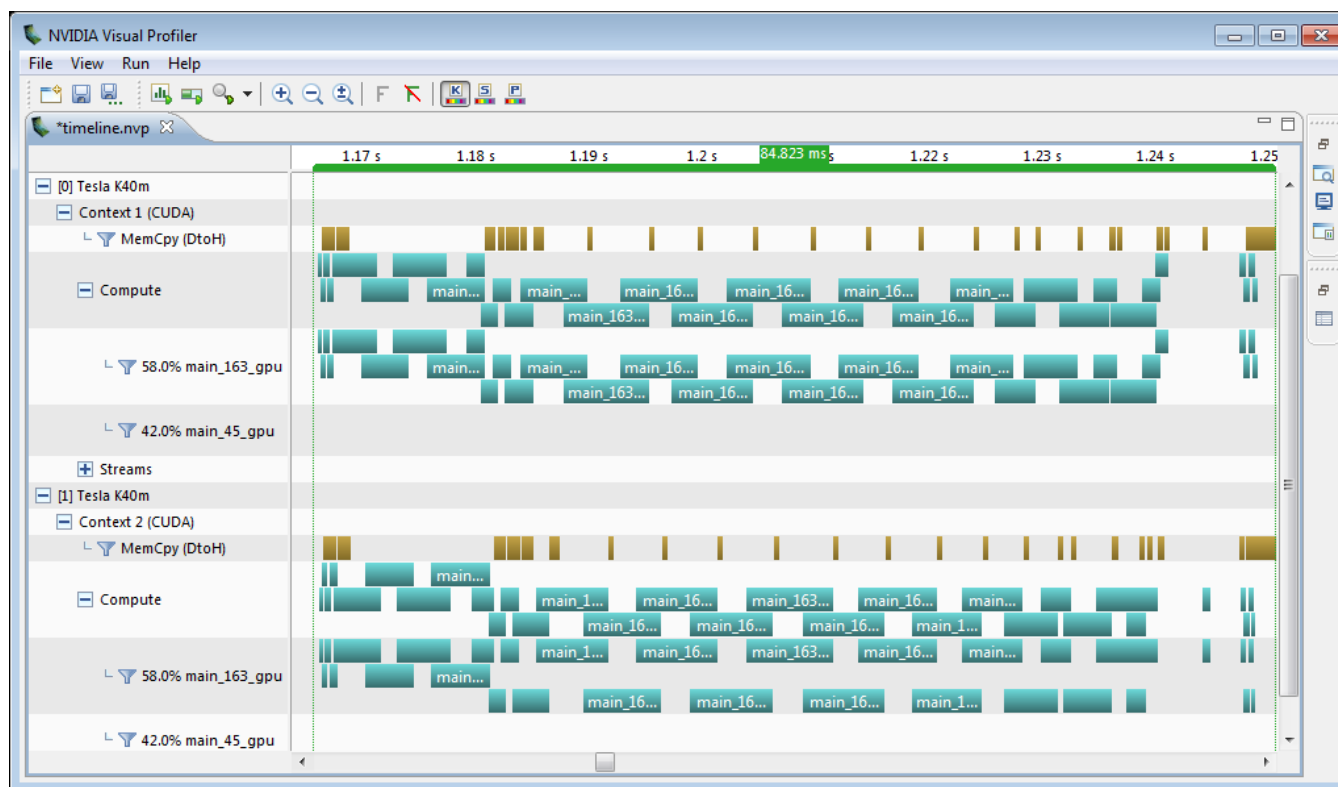 NVIDIA Visual Profiler
File View Run Help
F K S P
*timeline.nvp
1.17 s 1.18 s 1.19 s 1.2 s 84.823 ms s 1.22 s 1.23 s 1.24 s 1.25
[0] Tesla K40m
Context 1 (CUDA)
MemCpy (DtoH)
Compute
main... main_... main_16... main_16... main_16... main_...
main_163... main_16... main_16... main_16...
58.0% main_163_gpu
main... main_... main_16... main_16... main_16... main_...
main_163... main_16... main_16... main_16...
42.0% main_45_gpu
Streams
[1] Tesla K40m
Context 2 (CUDA)
MemCpy (DtoH)
main...
Compute
main_1... main_16... main_163... main_16... main...
main_16... main_16... main_16... main_1...
main_1... main_16... main_163... main_16... main...
58.0% main_163_gpu
main...
main_16... main_16... main_16... main_1...
42.0% main_45_gpu